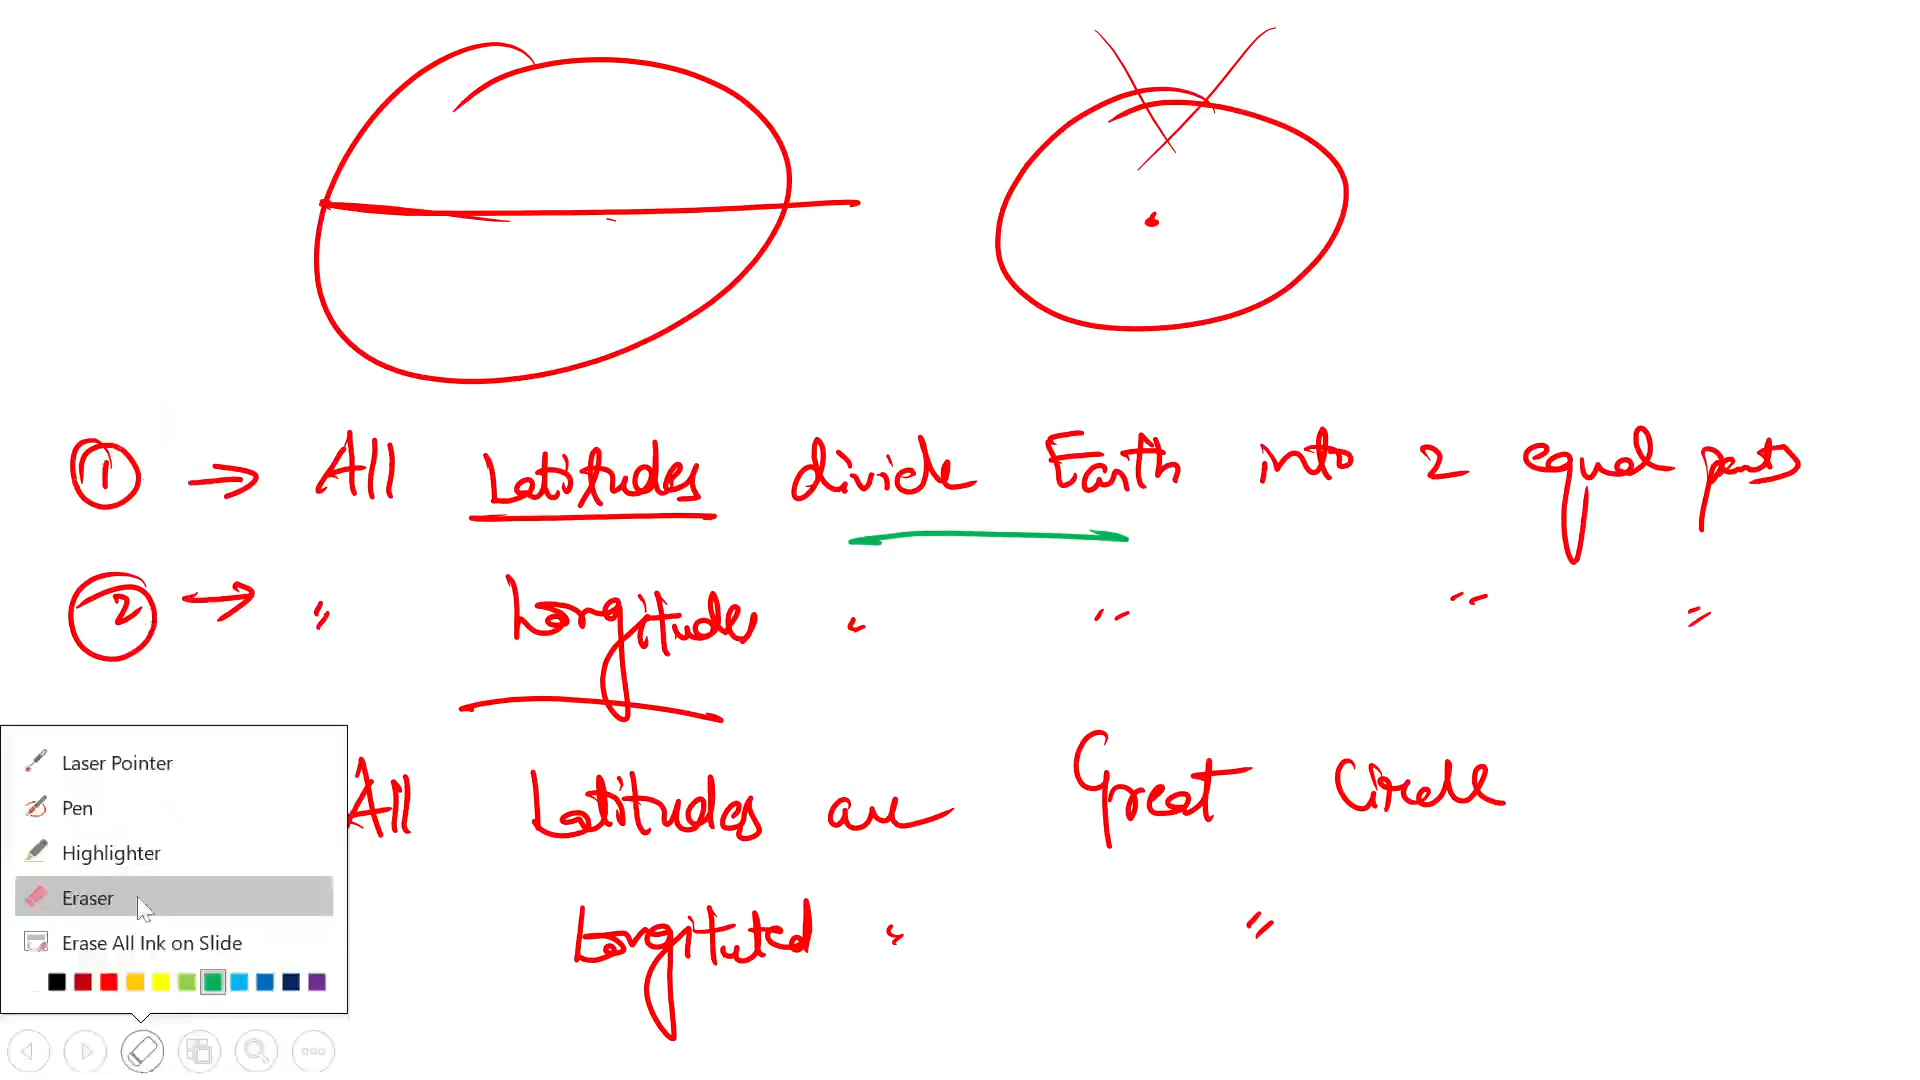 ① → All Latitudes divide Earth into 2 equal parts
② → " Longitudes " " " "
All Latitudes are Great Circle
Longituted " "
Laser Pointer
Pen
Highlighter
Eraser
Erase All Ink on Slide